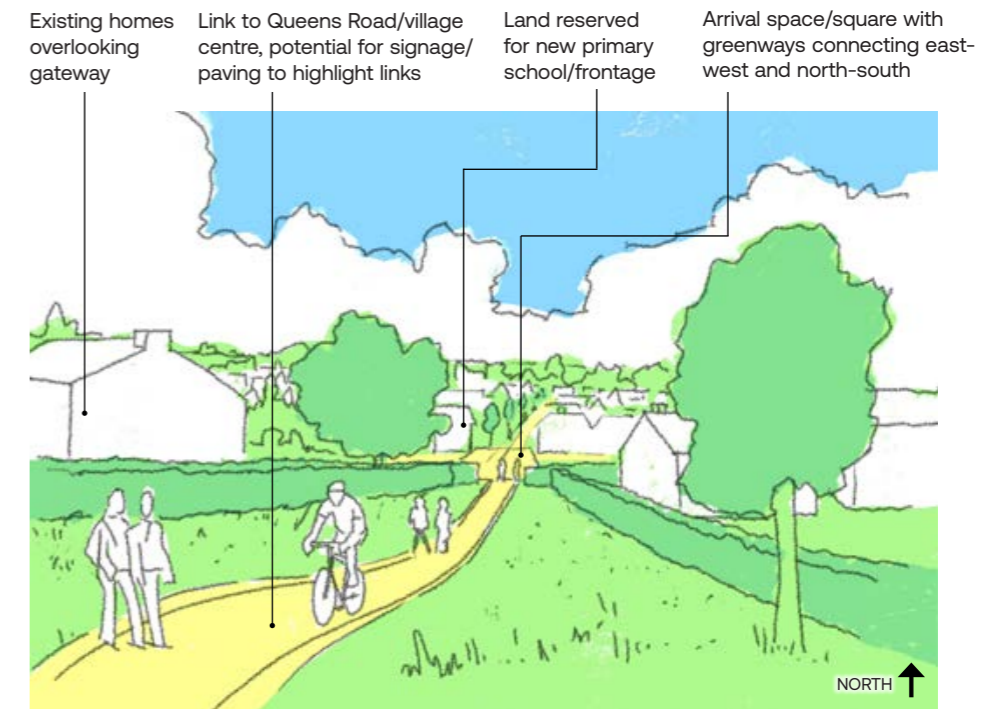 Existing homes
overlooking
gateway
Link to Queens Road/village
centre, potential for signage/
paving to highlight links
Land reserved
for new primary
school/frontage
Arrival space/square with
greenways connecting east-
west and north-south
NORTH